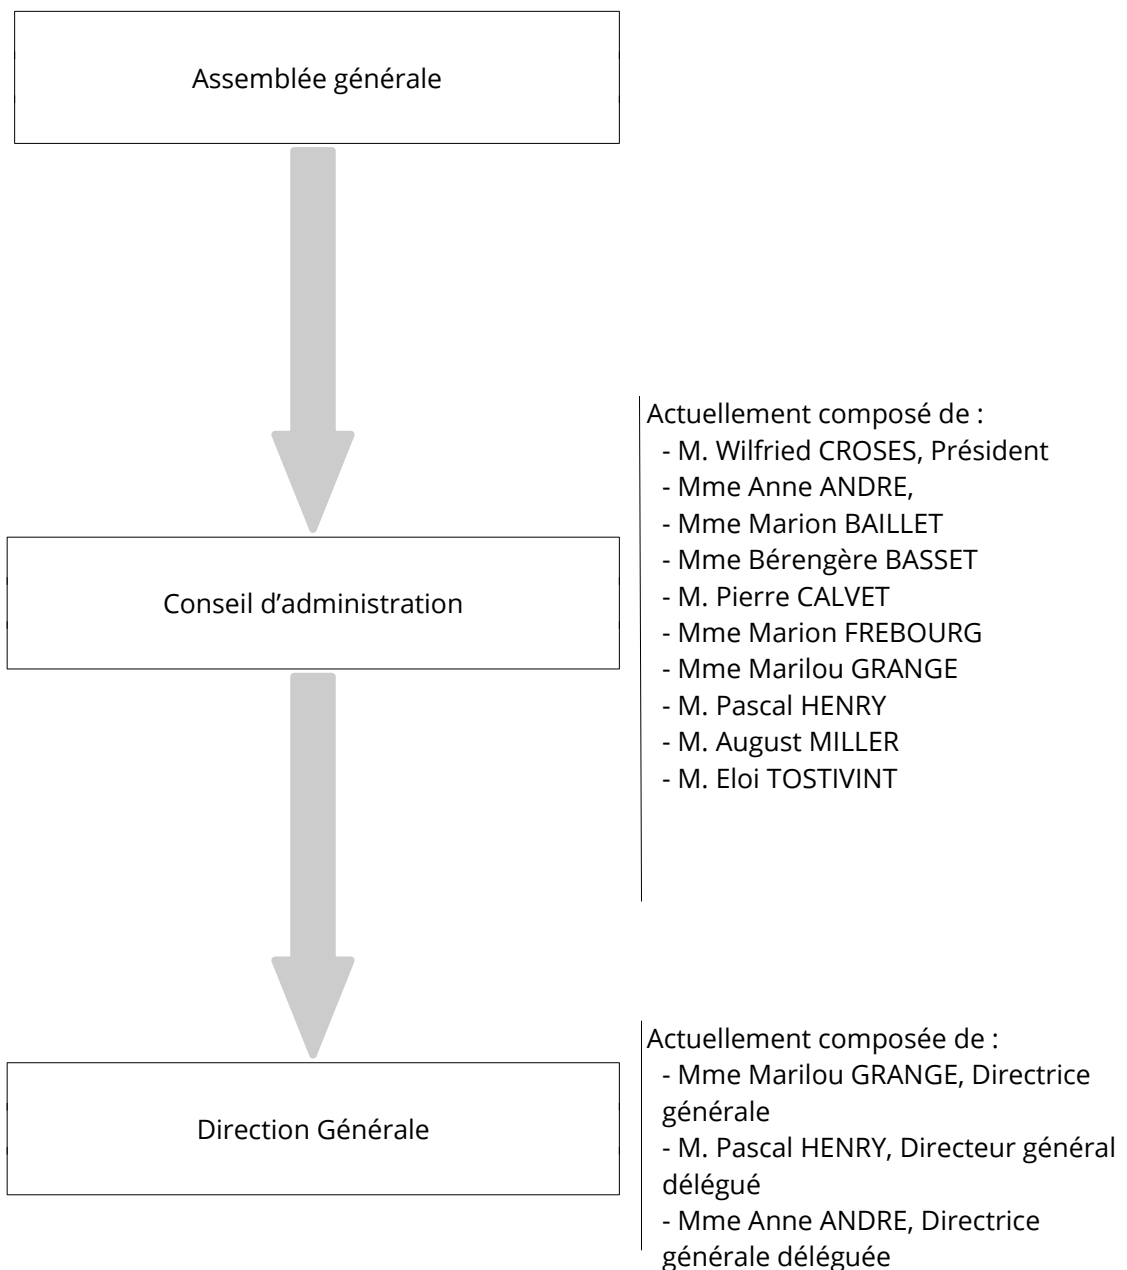 Assemblée générale
Actuellement composé de :
- M. Wilfried CROSES, Président
- Mme Anne ANDRE,
- Mme Marion BAILLET
- Mme Bérengère BASSET
- M. Pierre CALVET
- Mme Marion FREBOURG
- Mme Marilou GRANGE
- M. Pascal HENRY
- M. August MILLER
- M. Eloi TOSTIVINT
Conseil d’administration
Actuellement composée de :
- Mme Marilou GRANGE, Directrice
générale
- M. Pascal HENRY, Directeur général
délégué
- Mme Anne ANDRE, Directrice
générale déléguée
Direction Générale